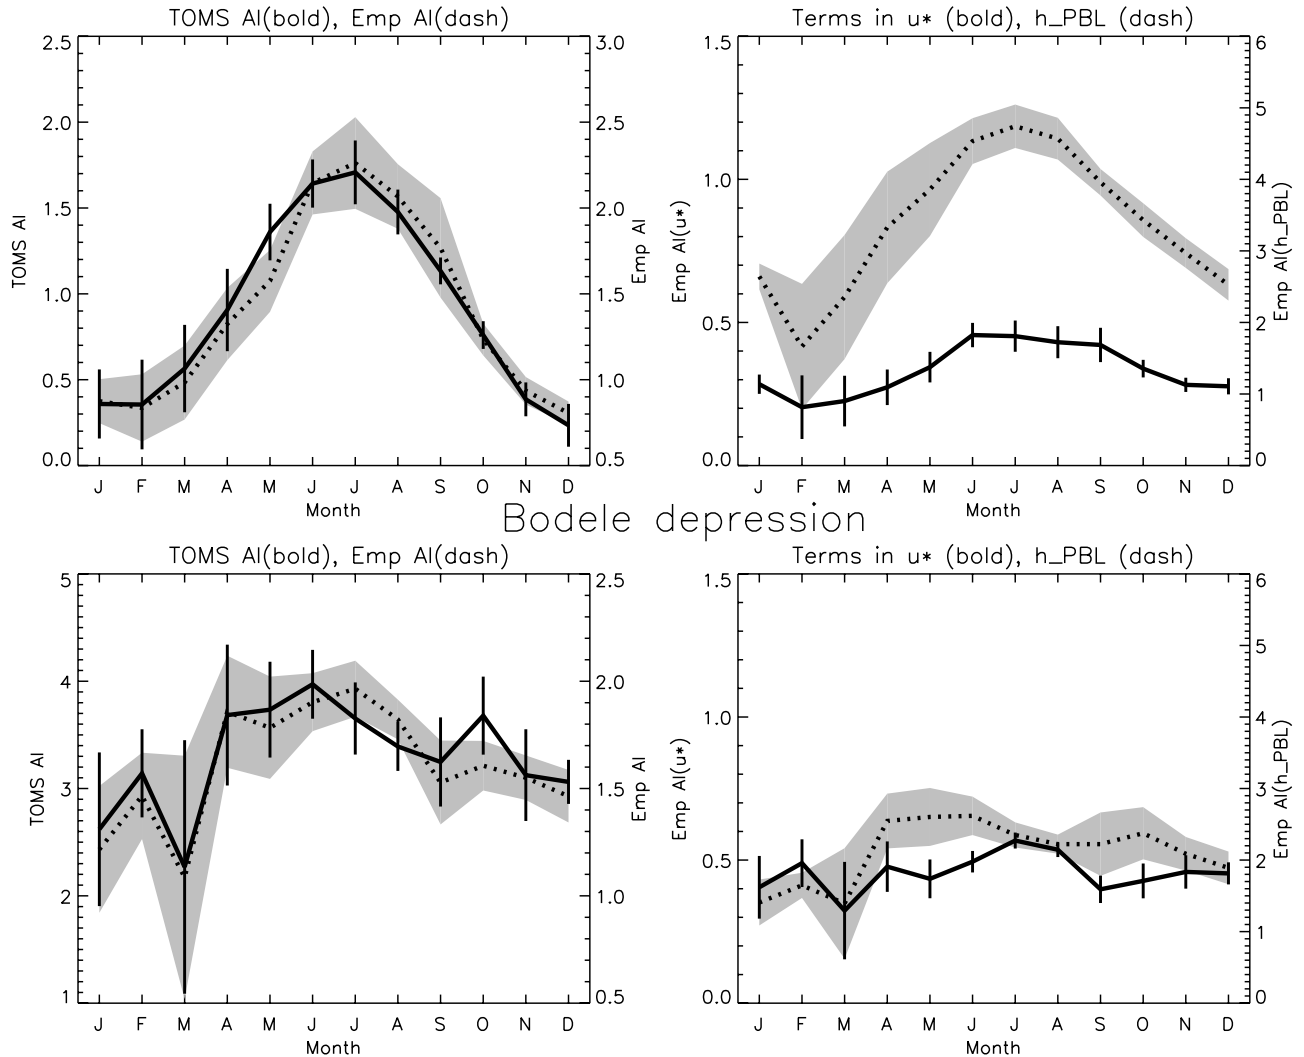 TOMS AI(bold), Emp AI(dash)
2.5
2.0
1.5
1.0
0.5
0.0
TOMS AI
3.0
2.5
2.0
1.5
1.0
0.5
Emp AI
J F M A M J J A S O N D
Month
Terms in u* (bold), h_PBL (dash)
1.5
1.0
0.5
0.0
Emp AI(u*)
6
5
4
3
2
1
0
Emp AI(h_PBL)
J F M A M J J A S O N D
Month
Bodele depression
TOMS AI(bold), Emp AI(dash)
5
4
3
2
1
TOMS AI
2.5
2.0
1.5
1.0
0.5
Emp AI
J F M A M J J A S O N D
Month
Terms in u* (bold), h_PBL (dash)
1.5
1.0
0.5
0.0
Emp AI(u*)
6
5
4
3
2
1
0
Emp AI(h_PBL)
J F M A M J J A S O N D
Month